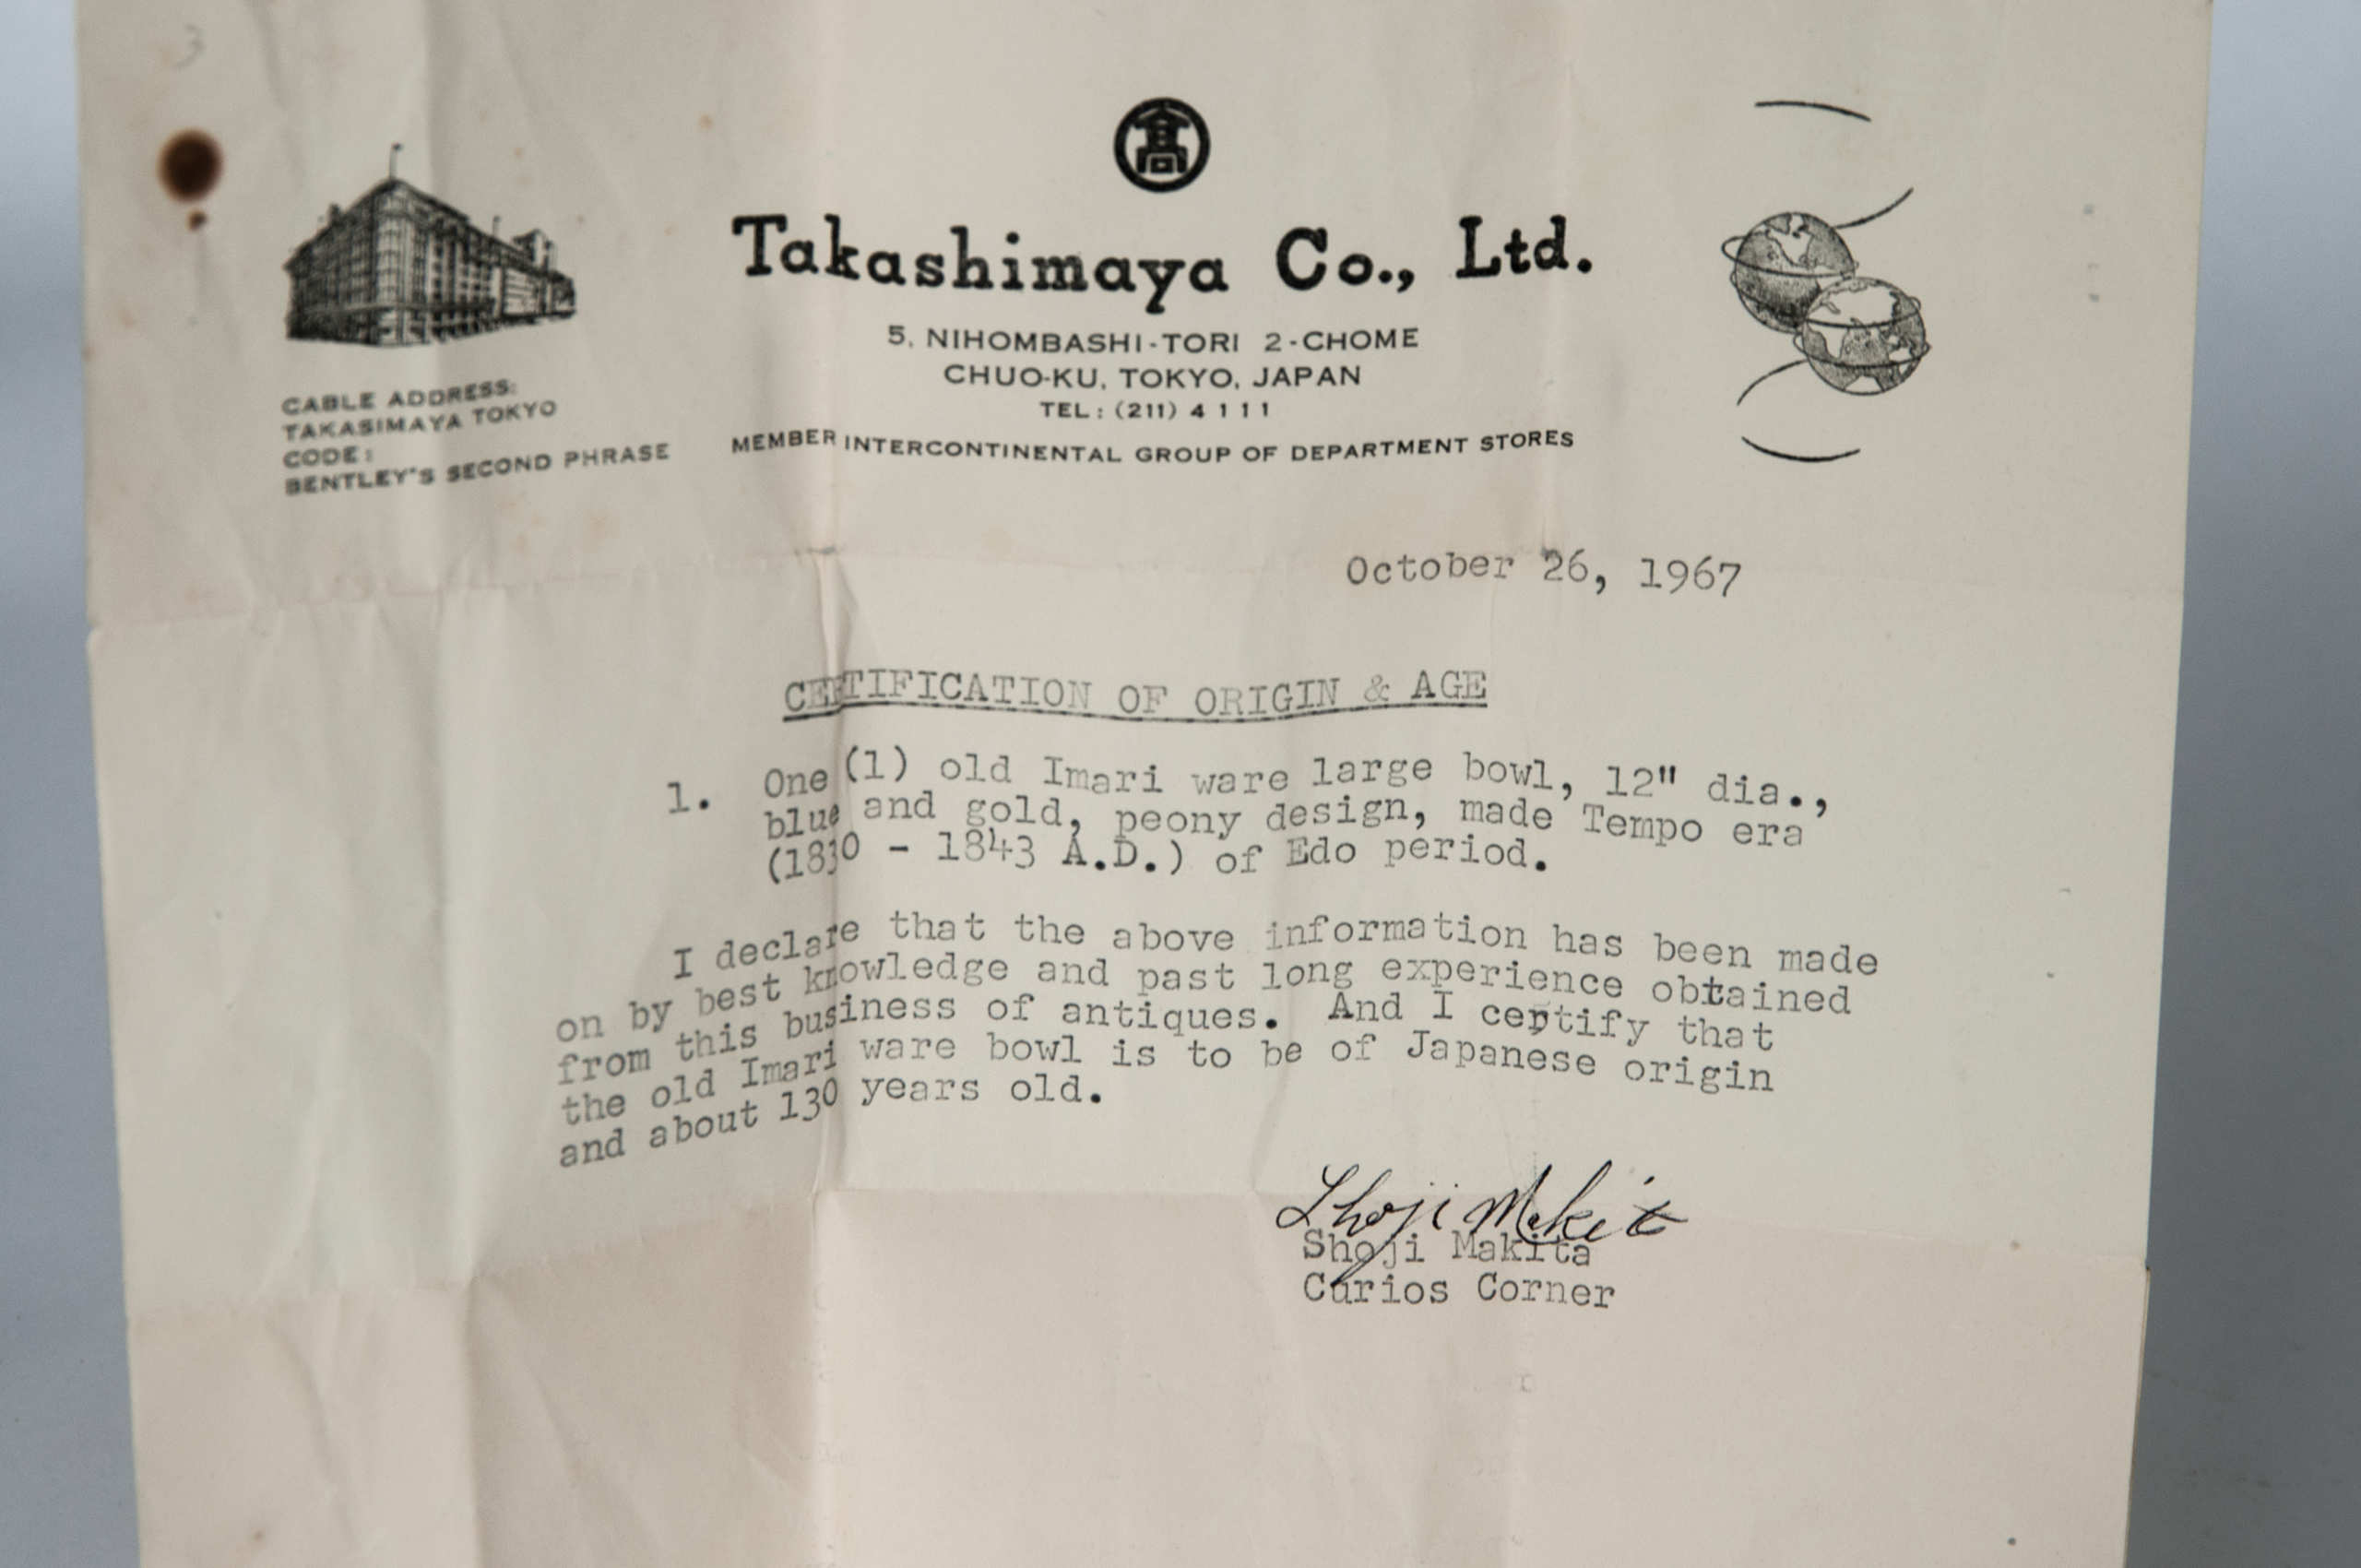 3
髙
Takashimaya Co., Ltd.
5, NIHOMBASHI-TORI 2-CHOME
CHUO-KU, TOKYO, JAPAN
TEL: (211) 4111
MEMBER INTERCONTINENTAL GROUP OF DEPARTMENT STORES
CABLE ADDRESS:
TAKASIMAYA TOKYO
CODE:
BENTLEY'S SECOND PHRASE
October 26, 1967
CERTIFICATION OF ORIGIN & AGE
1. One (1) old Imari ware large bowl, 12" dia.,
blue and gold, peony design, made Tempo era
(1830 - 1843 A.D.) of Edo period.
I declare that the above information has been made
on by best knowledge and past long experience obtained
from this business of antiques. And I certify that
the old Imari ware bowl is to be of Japanese origin
and about 130 years old.
Shoji Makita
Shoji Makita
Curios Corner